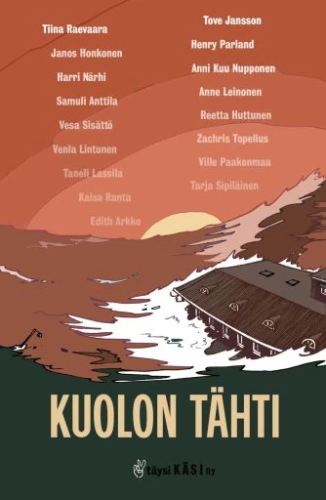 Tiina Raevaara
Janos Honkonen
Harri Närhi
Samuli Anttila
Vesa Sisättö
Venla Lintunen
Taneli Lassila
Kaisa Ranta
Edith Arkko
Tove Jansson
Henry Parland
Anni Kuu Nupponen
Anne Leinonen
Reetta Huttunen
Zachris Topelius
Ville Paakonmaa
Tarja Sipiläinen
KUOLON TÄHTI
täysi KÄSI ry